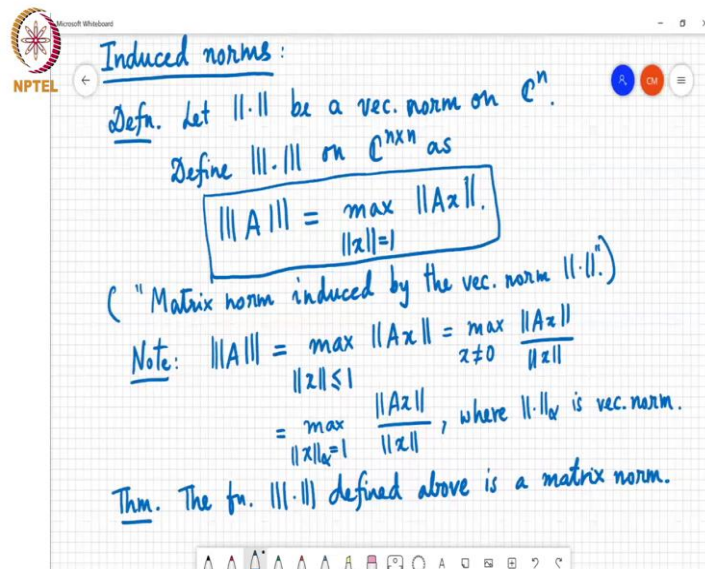 Microsoft Whiteboard
NPTEL
CM
Induced norms :
Defn. Let ||·|| be a vec. norm on ℂⁿ.
Define |||·||| on ℂⁿˣⁿ as
|||A||| = max ||Ax||.
||x||=1
( "Matrix norm induced by the vec. norm ||·||". )
Note: |||A||| = max ||Ax|| = max ||Ax|| / ||x||
||x||≤1 x≠0
= max ||Ax|| / ||x|| , where ||·||α is vec. norm.
||x||α=1
Thm. The fn. |||·||| defined above is a matrix norm.